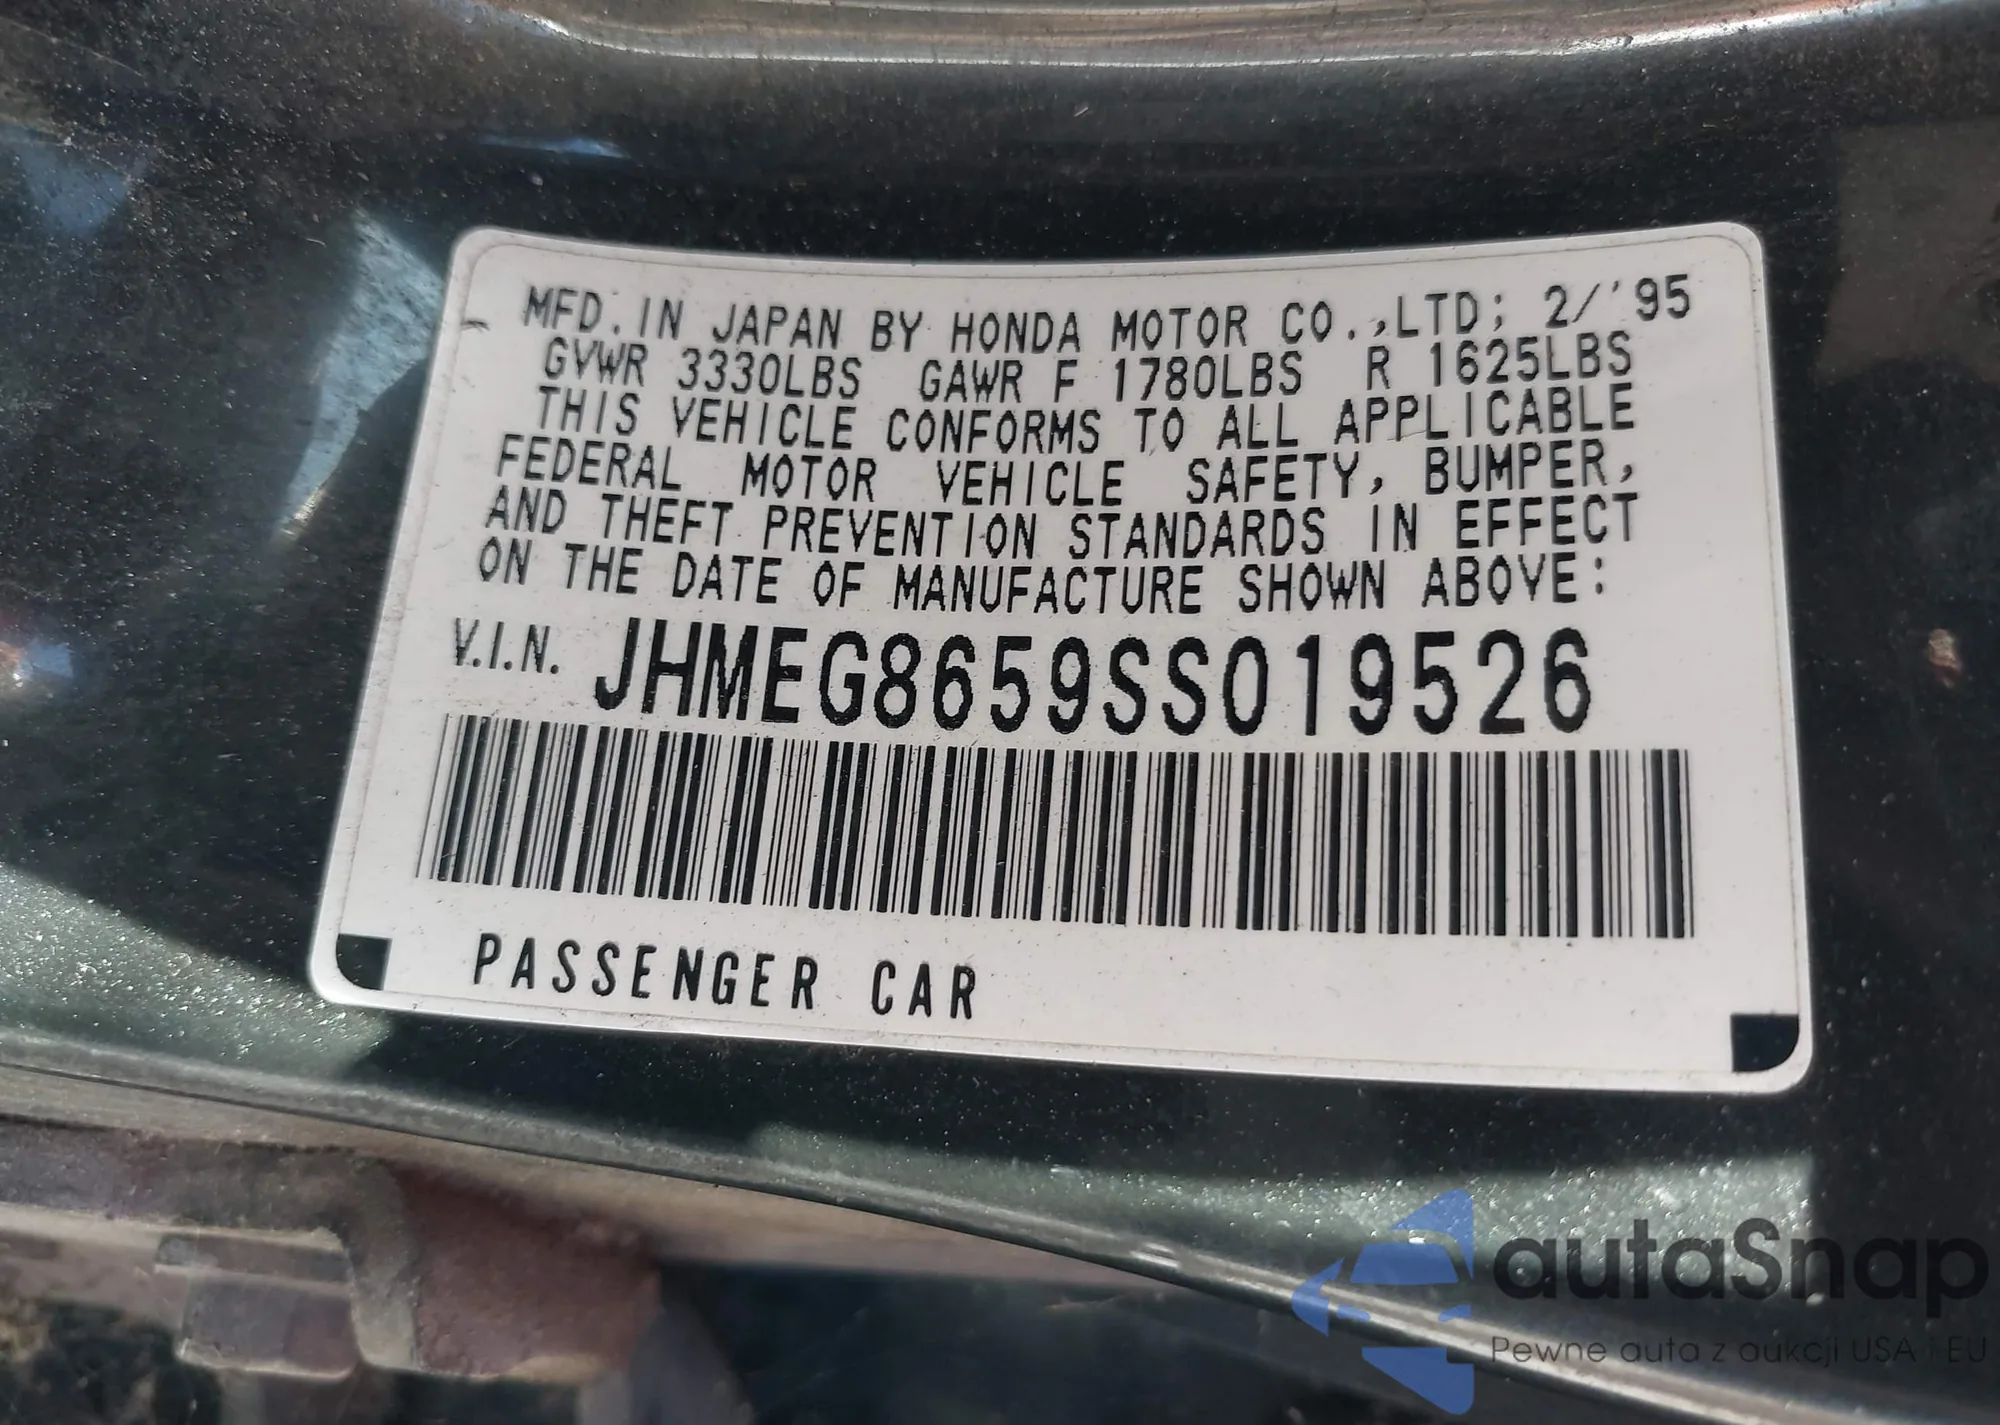 MFD. IN JAPAN BY HONDA MOTOR CO.,LTD; 2/'95
GVWR 3330LBS GAWR F 1780LBS R 1625LBS
THIS VEHICLE CONFORMS TO ALL APPLICABLE
FEDERAL MOTOR VEHICLE SAFETY, BUMPER,
AND THEFT PREVENTION STANDARDS IN EFFECT
ON THE DATE OF MANUFACTURE SHOWN ABOVE:
V.I.N. JHMEG8659SS019526
PASSENGER CAR
autaSnap
Pewne auta z aukcji USA i EU